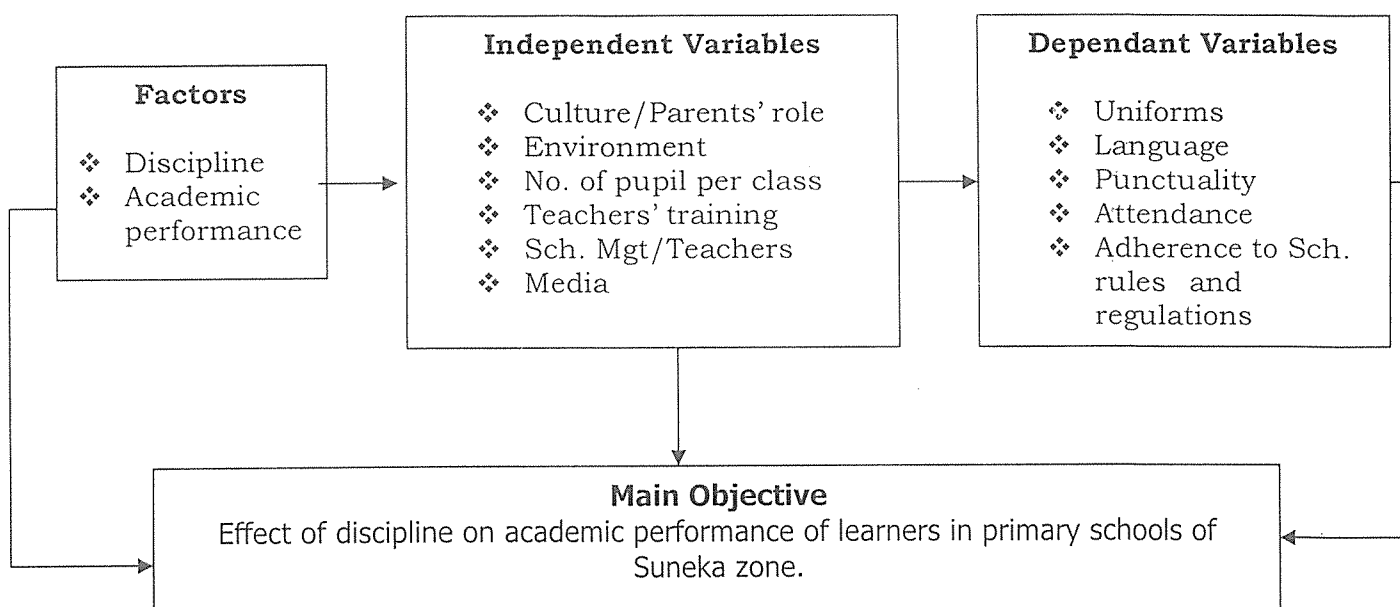 Factors
❖ Discipline
❖ Academic
performance
Independent Variables
❖ Culture/Parents' role
❖ Environment
❖ No. of pupil per class
❖ Teachers' training
❖ Sch. Mgt/Teachers
❖ Media
Dependant Variables
❖ Uniforms
❖ Language
❖ Punctuality
❖ Attendance
❖ Adherence to Sch.
rules and
regulations
Main Objective
Effect of discipline on academic performance of learners in primary schools of
Suneka zone.